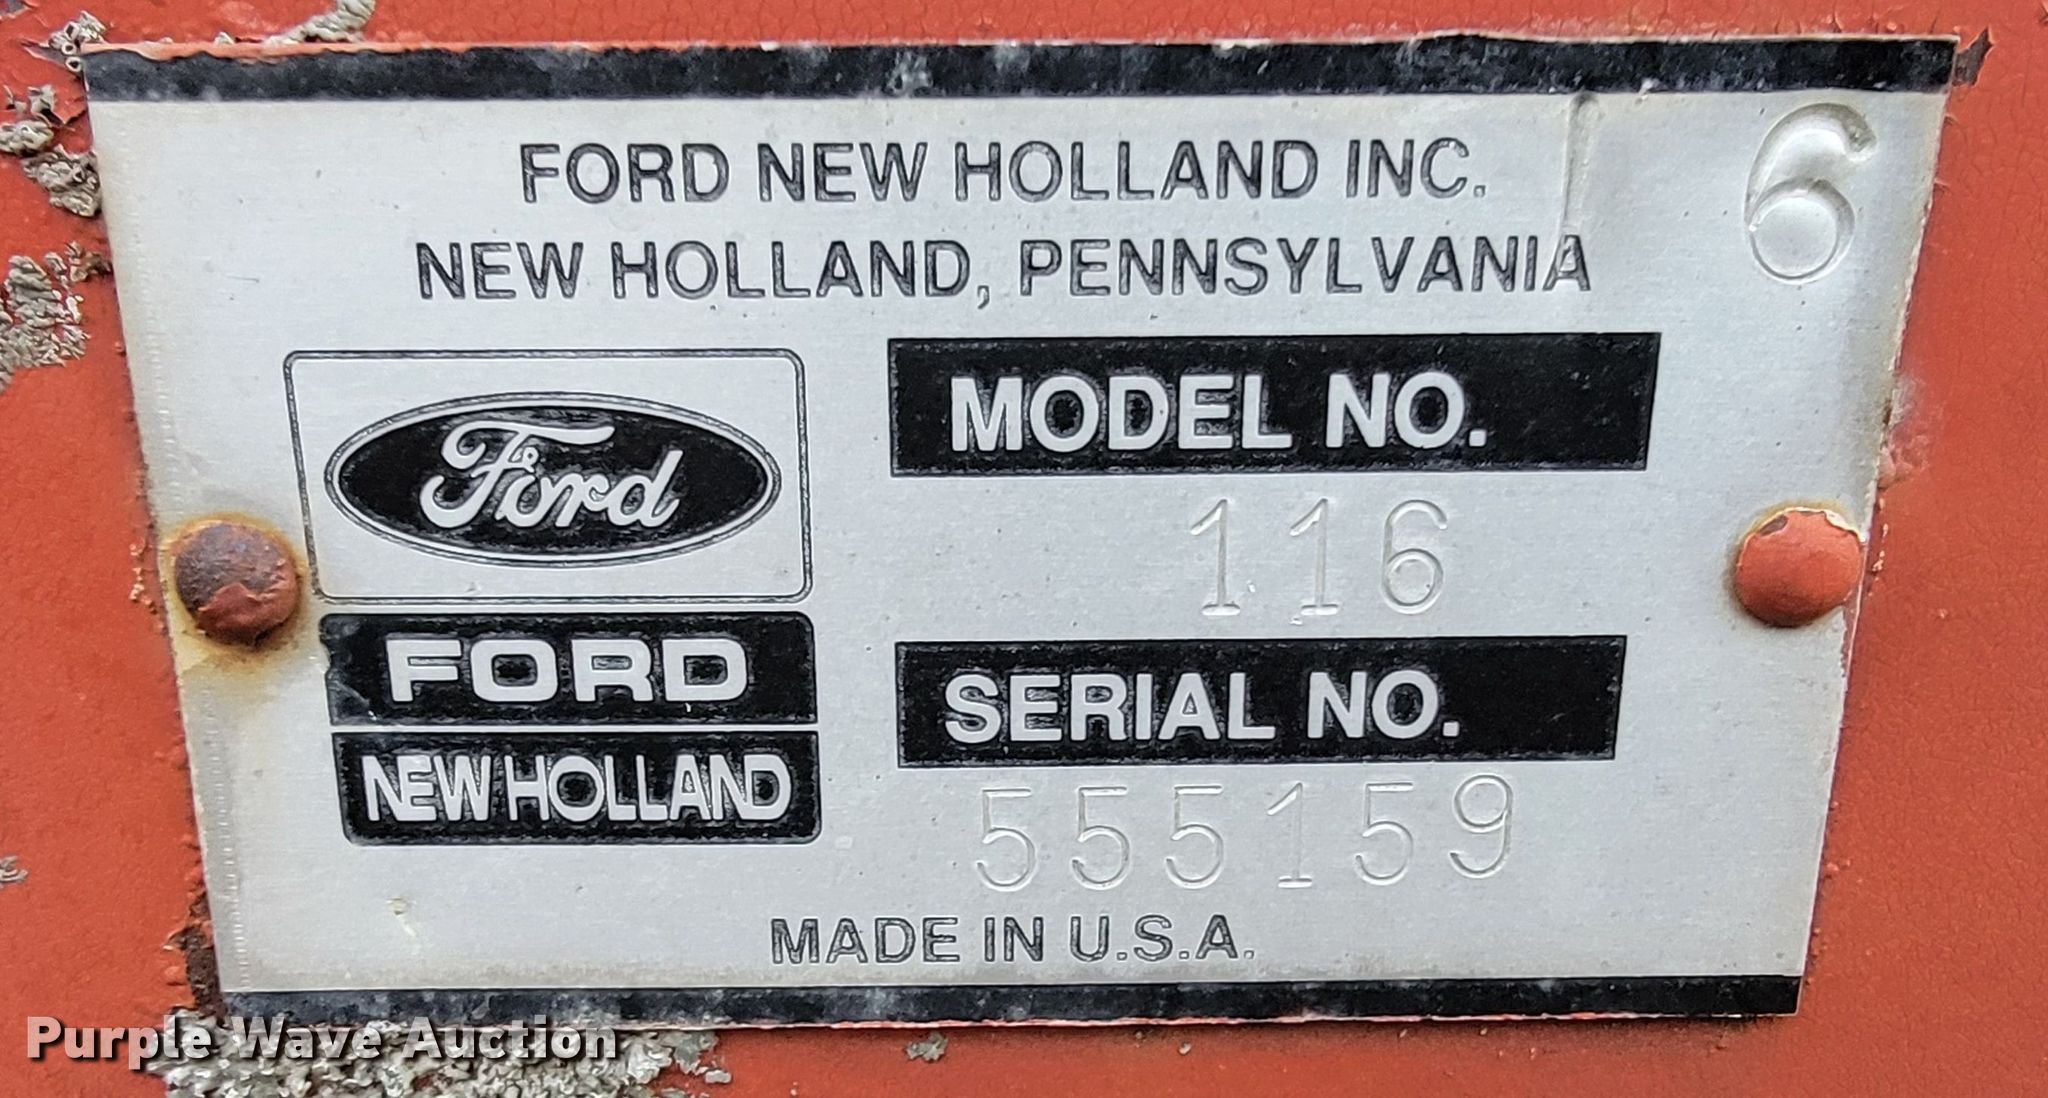 1 6
FORD NEW HOLLAND INC.
NEW HOLLAND, PENNSYLVANIA
Ford
FORD
NEW HOLLAND
MODEL NO.
116
SERIAL NO.
555159
MADE IN U.S.A.
Purple Wave Auction